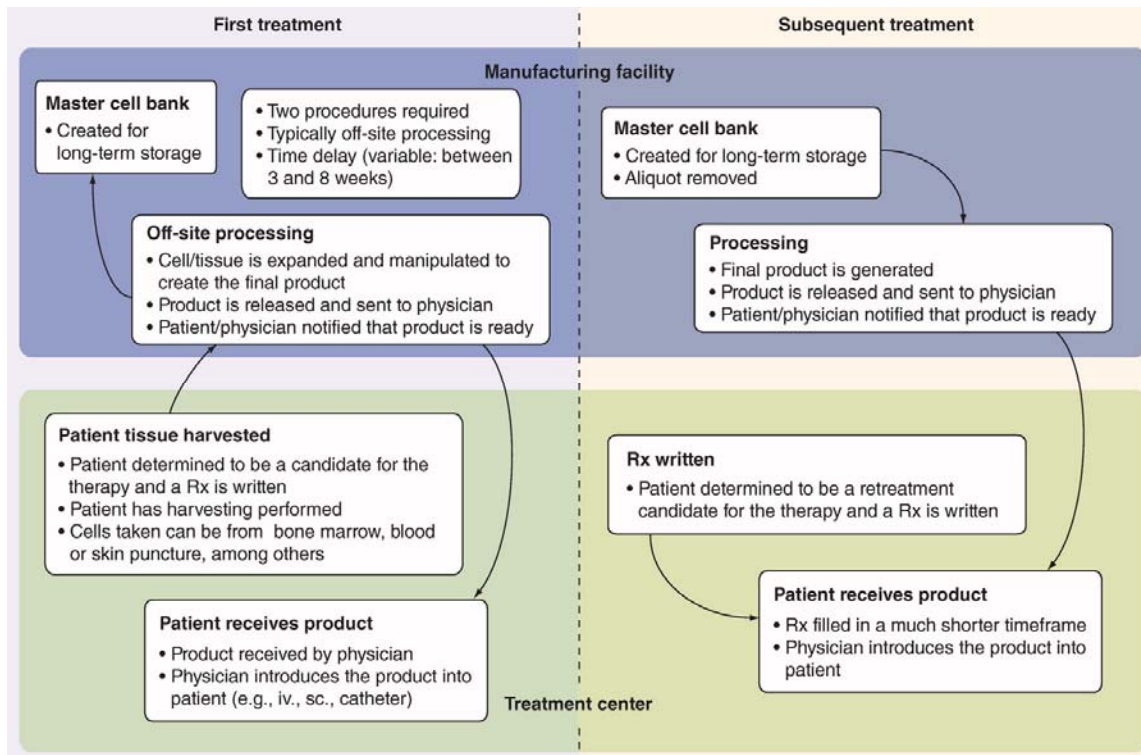 First treatment
Subsequent treatment
Manufacturing facility
Master cell bank
• Created for
long-term storage
• Two procedures required
• Typically off-site processing
• Time delay (variable: between
3 and 8 weeks)
Off-site processing
• Cell/tissue is expanded and manipulated to
create the final product
• Product is released and sent to physician
• Patient/physician notified that product is ready
Master cell bank
• Created for long-term storage
• Aliquot removed
Processing
• Final product is generated
• Product is released and sent to physician
• Patient/physician notified that product is ready
Patient tissue harvested
• Patient determined to be a candidate for the
therapy and a Rx is written
• Patient has harvesting performed
• Cells taken can be from bone marrow, blood
or skin puncture, among others
Patient receives product
• Product received by physician
• Physician introduces the product into
patient (e.g., iv., sc., catheter)
Rx written
• Patient determined to be a retreatment
candidate for the therapy and a Rx is written
Patient receives product
• Rx filled in a much shorter timeframe
• Physician introduces the product into
patient
Treatment center